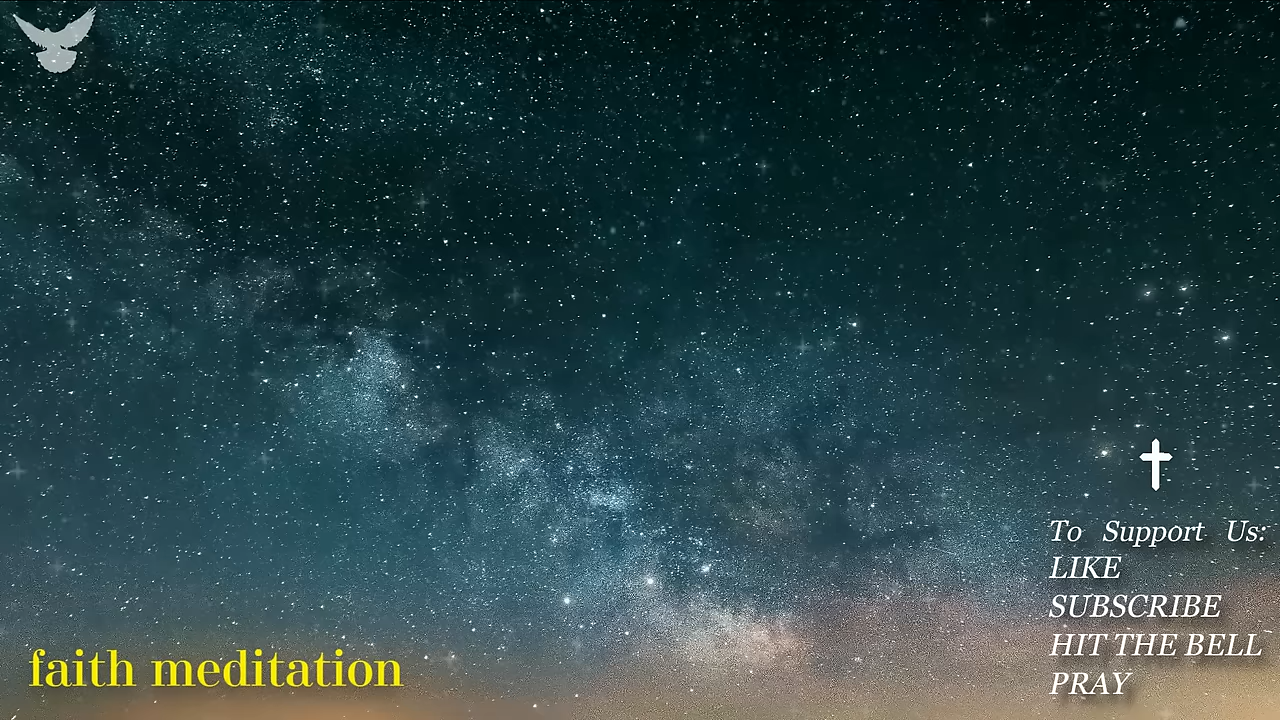 To Support Us:
LIKE
SUBSCRIBE
HIT THE BELL
PRAY
faith meditation